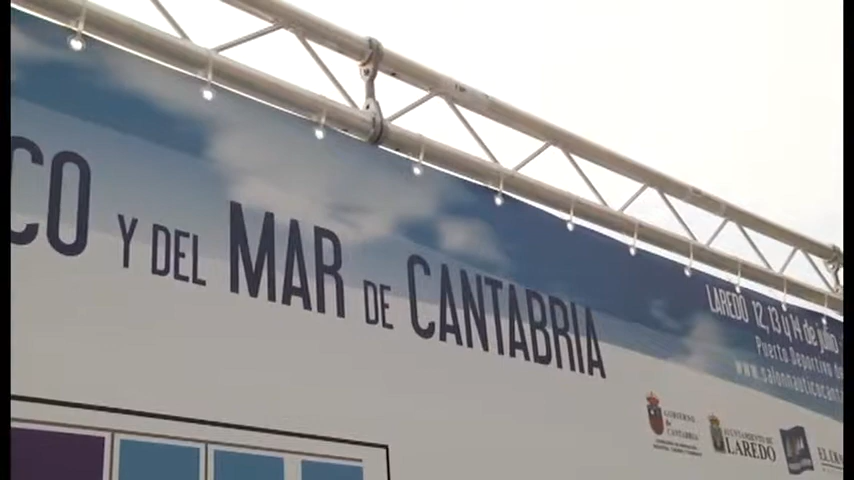 CO Y DEL MAR DE CANTABRIA
LAREDO 12, 13 y 14 de julio
Puerto Deportivo de
www.salonnauticocant
GOBIERNO
de
CANTABRIA
AYUNTAMIENTO DE
LAREDO